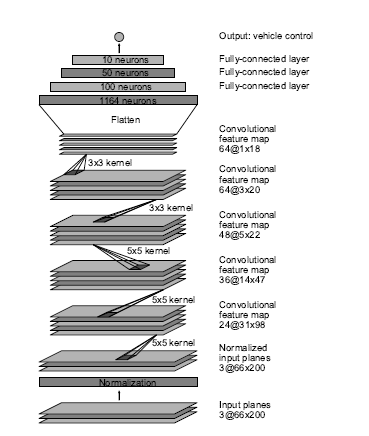 Output: vehicle control
10 neurons
Fully-connected layer
50 neurons
Fully-connected layer
100 neurons
Fully-connected layer
1164 neurons
Flatten
Convolutional
feature map
64@1x18
3x3 kernel
Convolutional
feature map
64@3x20
3x3 kernel
Convolutional
feature map
48@5x22
5x5 kernel
Convolutional
feature map
36@14x47
5x5 kernel
Convolutional
feature map
24@31x98
5x5 kernel
Normalized
input planes
3@66x200
Normalization
Input planes
3@66x200